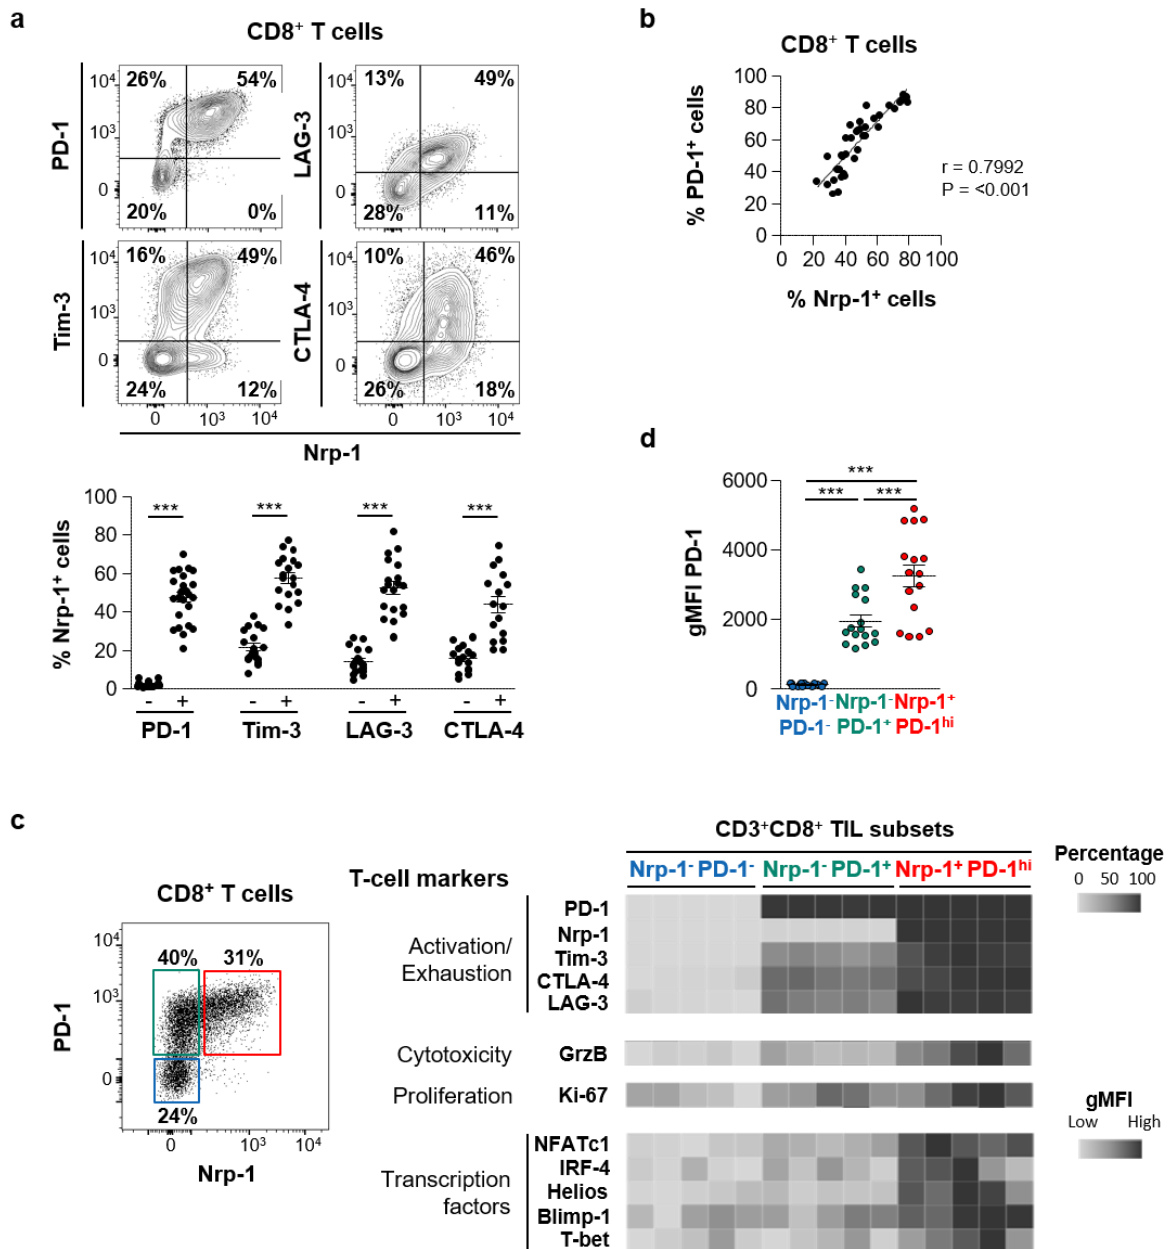 a
CD8⁺ T cells
PD-1
10⁴
10³
0
26%
54%
20%
0%
LAG-3
10⁴
10³
0
13%
49%
28%
11%
Tim-3
10⁴
10³
0
16%
49%
24%
12%
0
10³
10⁴
CTLA-4
10⁴
10³
0
10%
46%
26%
18%
0
10³
10⁴
Nrp-1
% Nrp-1⁺ cells
100
80
60
40
20
0
***
***
***
***
- + - + - + - +
PD-1 Tim-3 LAG-3 CTLA-4
b
CD8⁺ T cells
% PD-1⁺ cells
100
80
60
40
20
0
r = 0.7992
P = <0.001
0 20 40 60 80 100
% Nrp-1⁺ cells
d
gMFI PD-1
6000
4000
2000
0
***
*** ***
Nrp-1⁻ Nrp-1⁻ Nrp-1⁺
PD-1⁻ PD-1⁺ PD-1ʰⁱ
c
CD8⁺ T cells
PD-1
10⁴
10³
0
40%
31%
24%
0 10³ 10⁴
Nrp-1
CD3⁺CD8⁺ TIL subsets
T-cell markers
Nrp-1⁻ PD-1⁻ Nrp-1⁻ PD-1⁺ Nrp-1⁺ PD-1ʰⁱ
Activation/
Exhaustion
PD-1
Nrp-1
Tim-3
CTLA-4
LAG-3
Cytotoxicity
GrzB
Proliferation
Ki-67
Transcription
factors
NFATc1
IRF-4
Helios
Blimp-1
T-bet
Percentage
0 50 100
gMFI
Low High